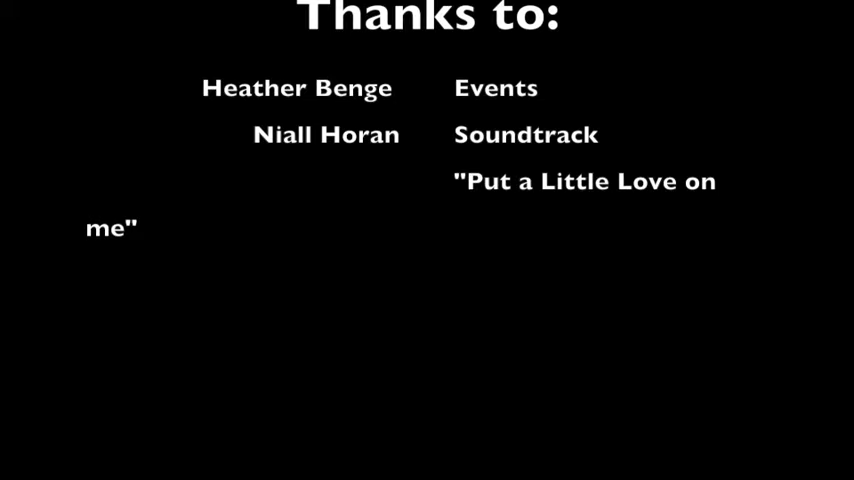 Thanks to:
Heather Benge Events
Niall Horan Soundtrack
"Put a Little Love on
me"